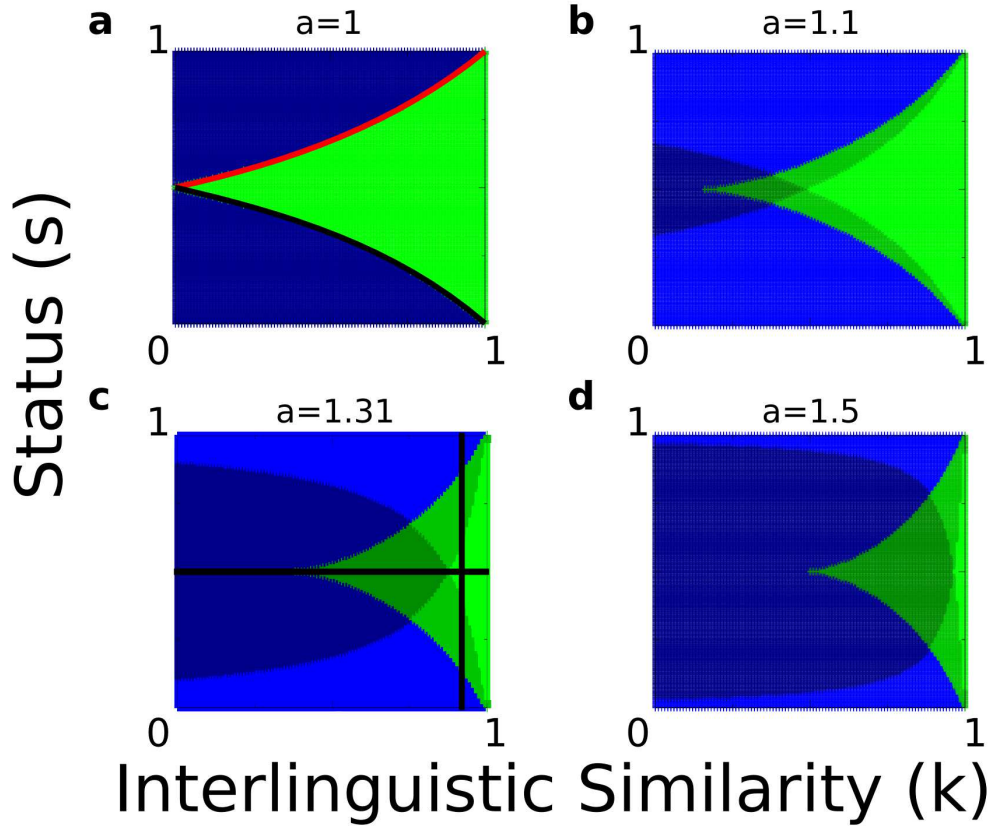 a
a=1
1
0
1
b
a=1.1
1
0
1
c
a=1.31
1
0
1
d
a=1.5
1
0
1
Status (s)
Interlinguistic Similarity (k)